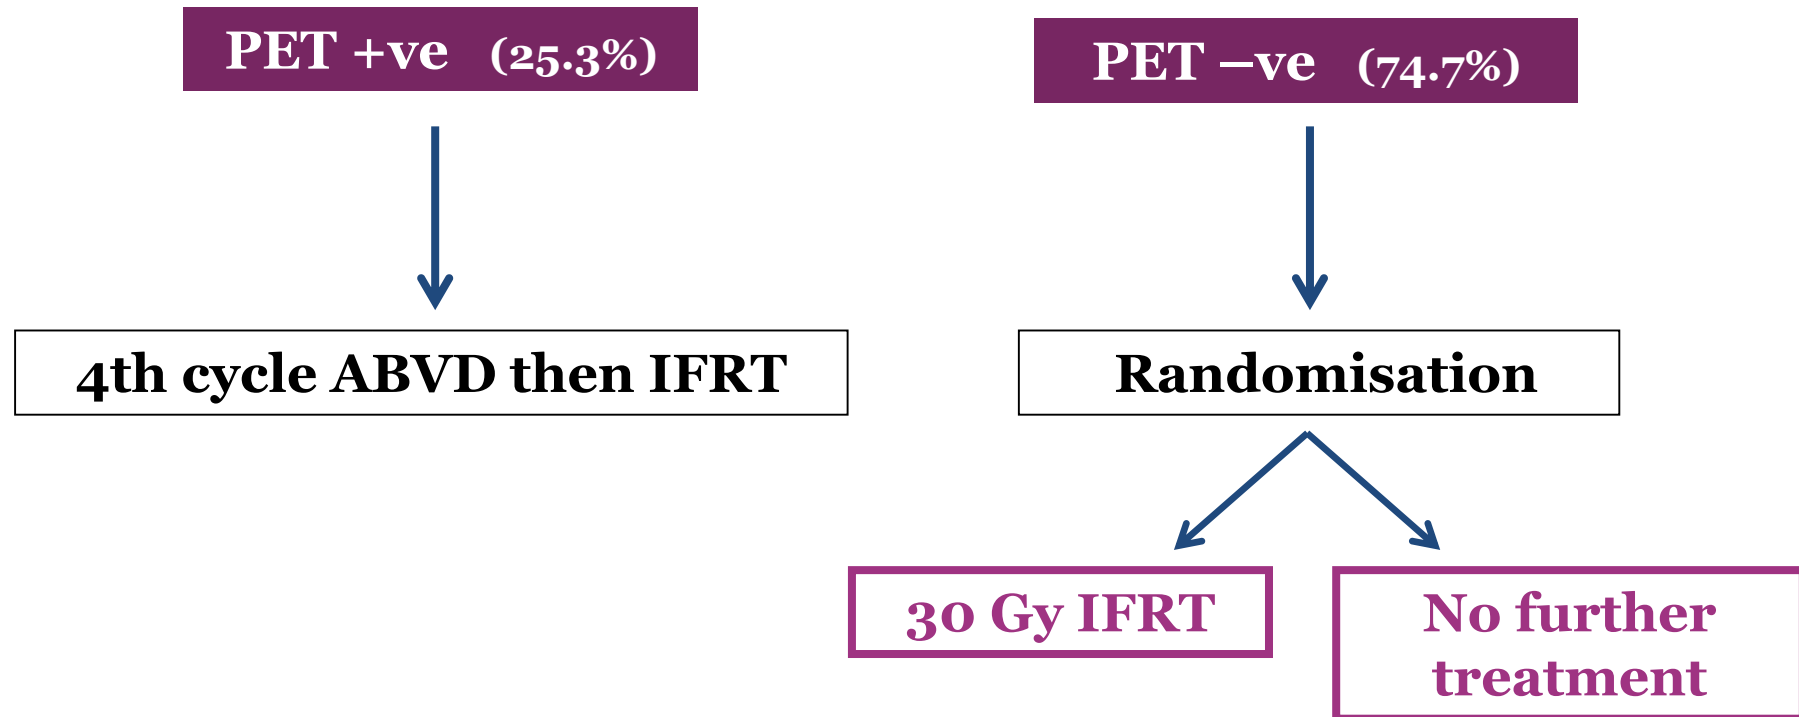 PET +ve (25.3%)
PET –ve (74.7%)
4th cycle ABVD then IFRT
Randomisation
30 Gy IFRT
No further
treatment